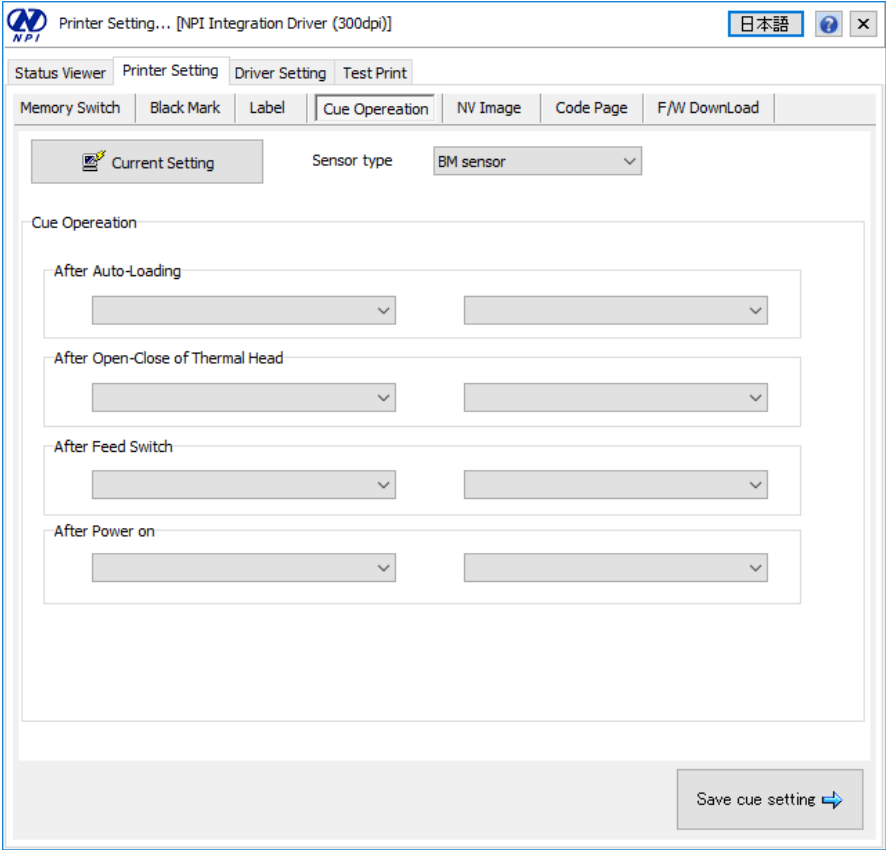 Printer Setting... [NPI Integration Driver (300dpi)]
日本語
?
NPI
Status Viewer Printer Setting Driver Setting Test Print
Memory Switch Black Mark Label Cue Opereation NV Image Code Page F/W DownLoad
Current Setting Sensor type BM sensor
Cue Opereation
After Auto-Loading
After Open-Close of Thermal Head
After Feed Switch
After Power on
Save cue setting